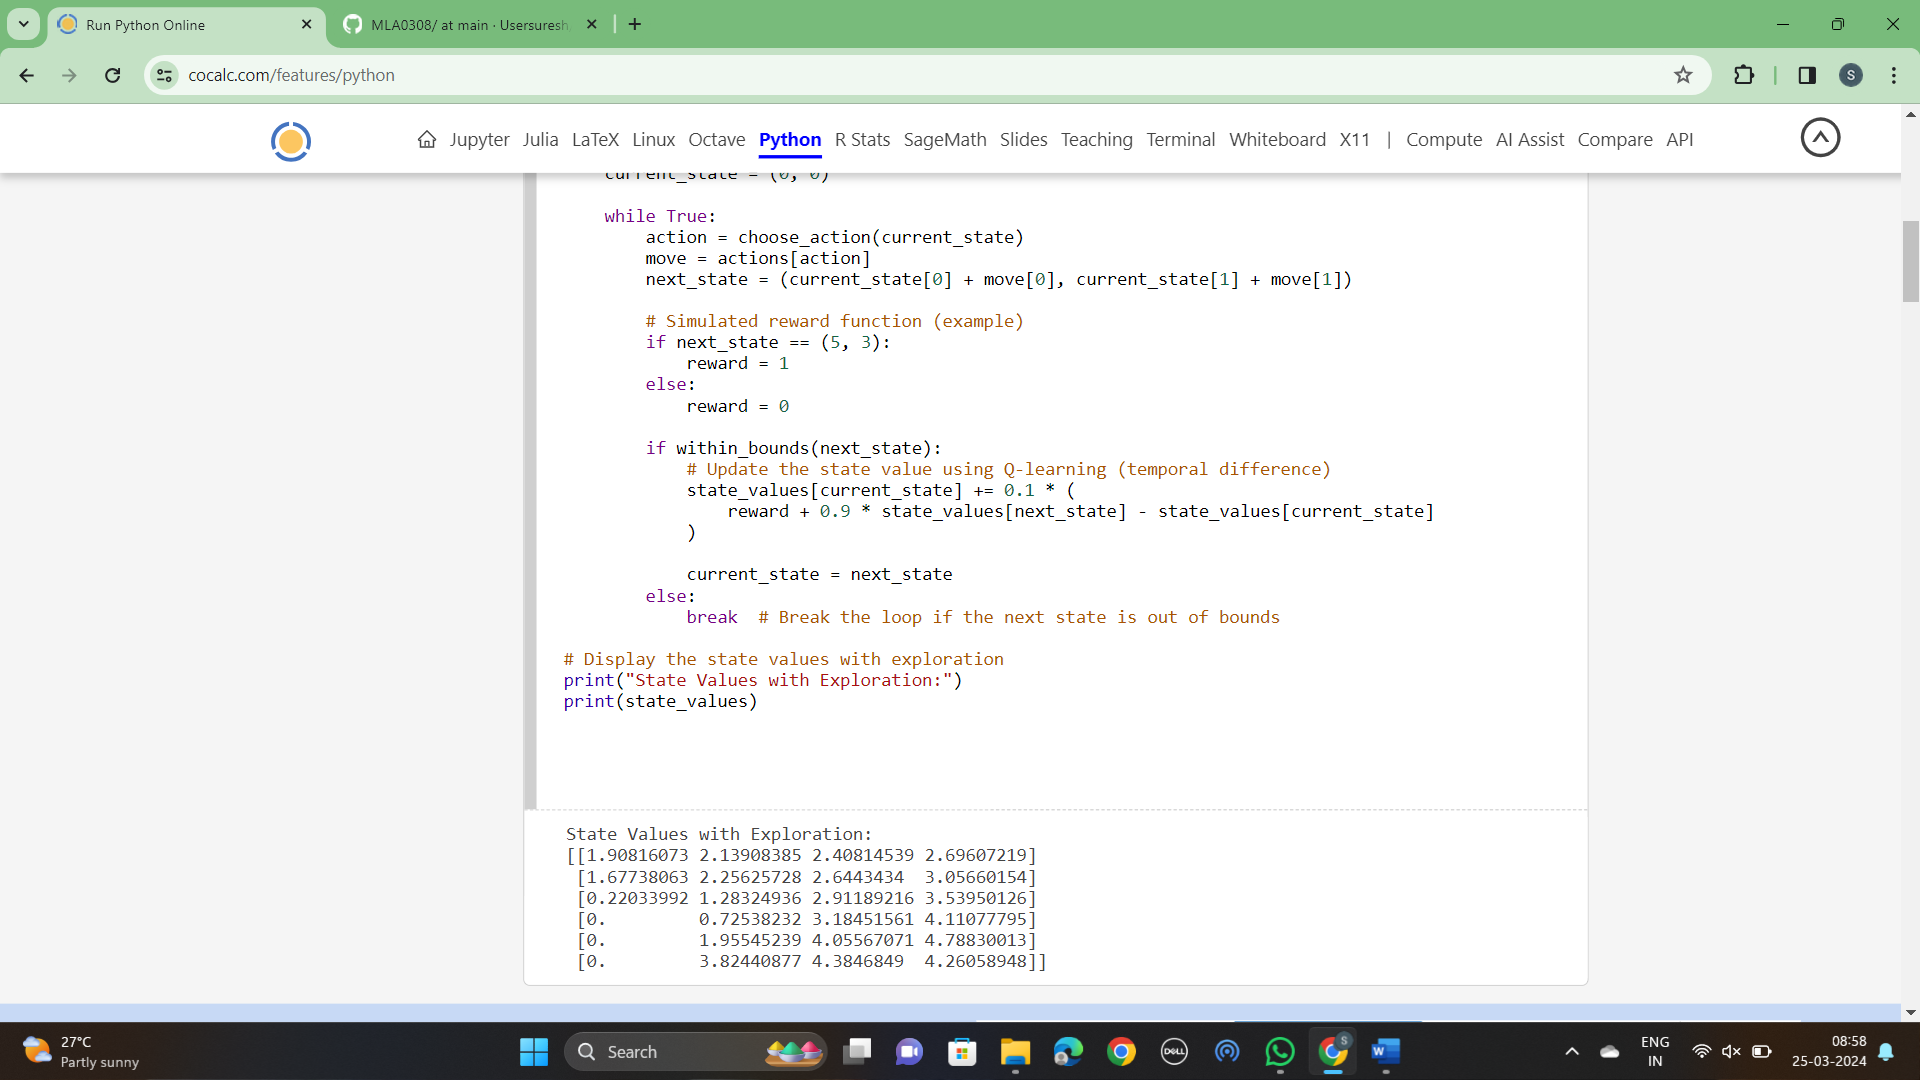 Run Python Online
MLA0308/ at main · Usersuresh
cocalc.com/features/python
S
Jupyter Julia LaTeX Linux Octave Python R Stats SageMath Slides Teaching Terminal Whiteboard X11 | Compute AI Assist Compare API
current_state = (0, 0)
while True:
action = choose_action(current_state)
move = actions[action]
next_state = (current_state[0] + move[0], current_state[1] + move[1])
# Simulated reward function (example)
if next_state == (5, 3):
reward = 1
else:
reward = 0
if within_bounds(next_state):
# Update the state value using Q-learning (temporal difference)
state_values[current_state] += 0.1 * (
reward + 0.9 * state_values[next_state] - state_values[current_state]
)
current_state = next_state
else:
break  # Break the loop if the next state is out of bounds
# Display the state values with exploration
print("State Values with Exploration:")
print(state_values)
State Values with Exploration:
[[1.90816073 2.13908385 2.40814539 2.69607219]
[1.67738063 2.25625728 2.6443434  3.05660154]
[0.22033992 1.28324936 2.91189216 3.53950126]
[0.         0.72538232 3.18451561 4.11077795]
[0.         1.95545239 4.05567071 4.78830013]
[0.         3.82440877 4.3846849  4.26058948]]
27°C
Partly sunny
Search
DELL
S
W
ENG
IN
08:58
25-03-2024